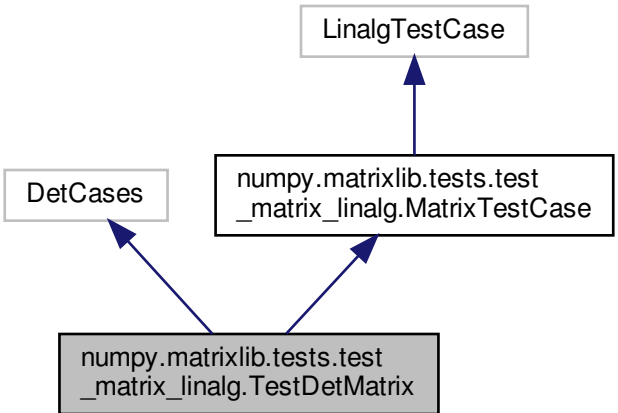 LinalgTestCase
DetCases
numpy.matrixlib.tests.test
_matrix_linalg.MatrixTestCase
numpy.matrixlib.tests.test
_matrix_linalg.TestDetMatrix